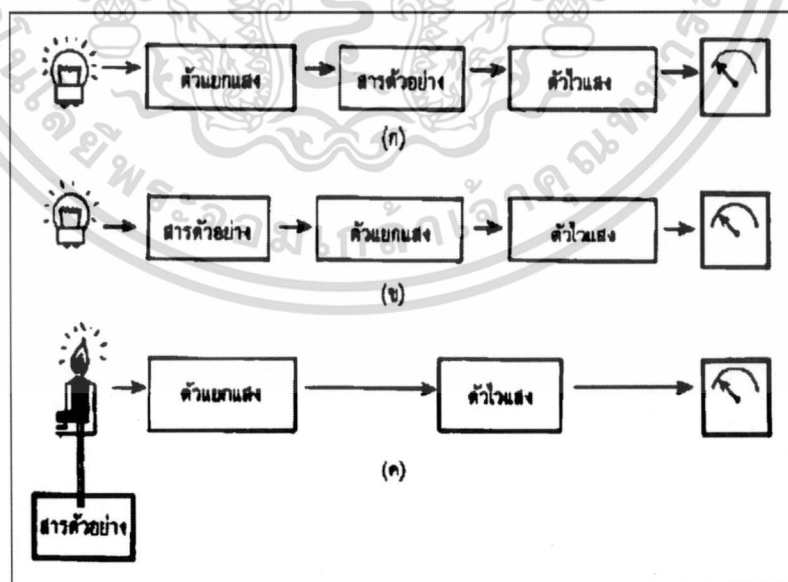 ตัวแยกแสง สารตัวอย่าง ตัวไวแสง
(ก)
สารตัวอย่าง ตัวแยกแสง ตัวไวแสง
(ข)
ตัวแยกแสง ตัวไวแสง
(ค)
สารตัวอย่าง